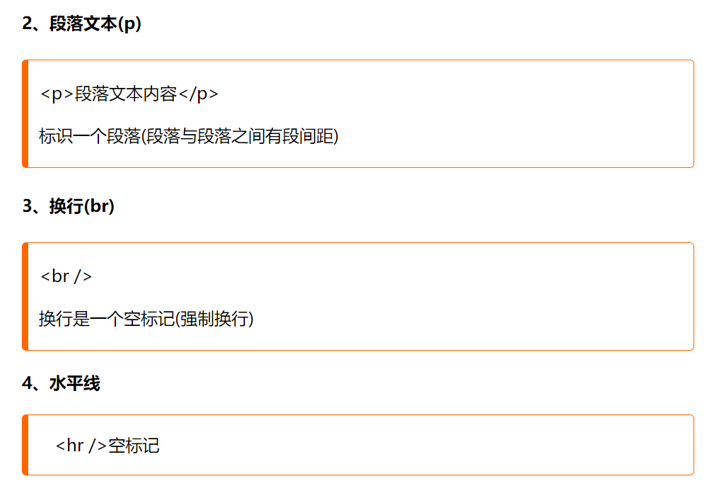 2、段落文本(p)
<p>段落文本内容</p>
标识一个段落(段落与段落之间有段间距)
3、换行(br)
<br />
换行是一个空标记(强制换行)
4、水平线
<hr />空标记